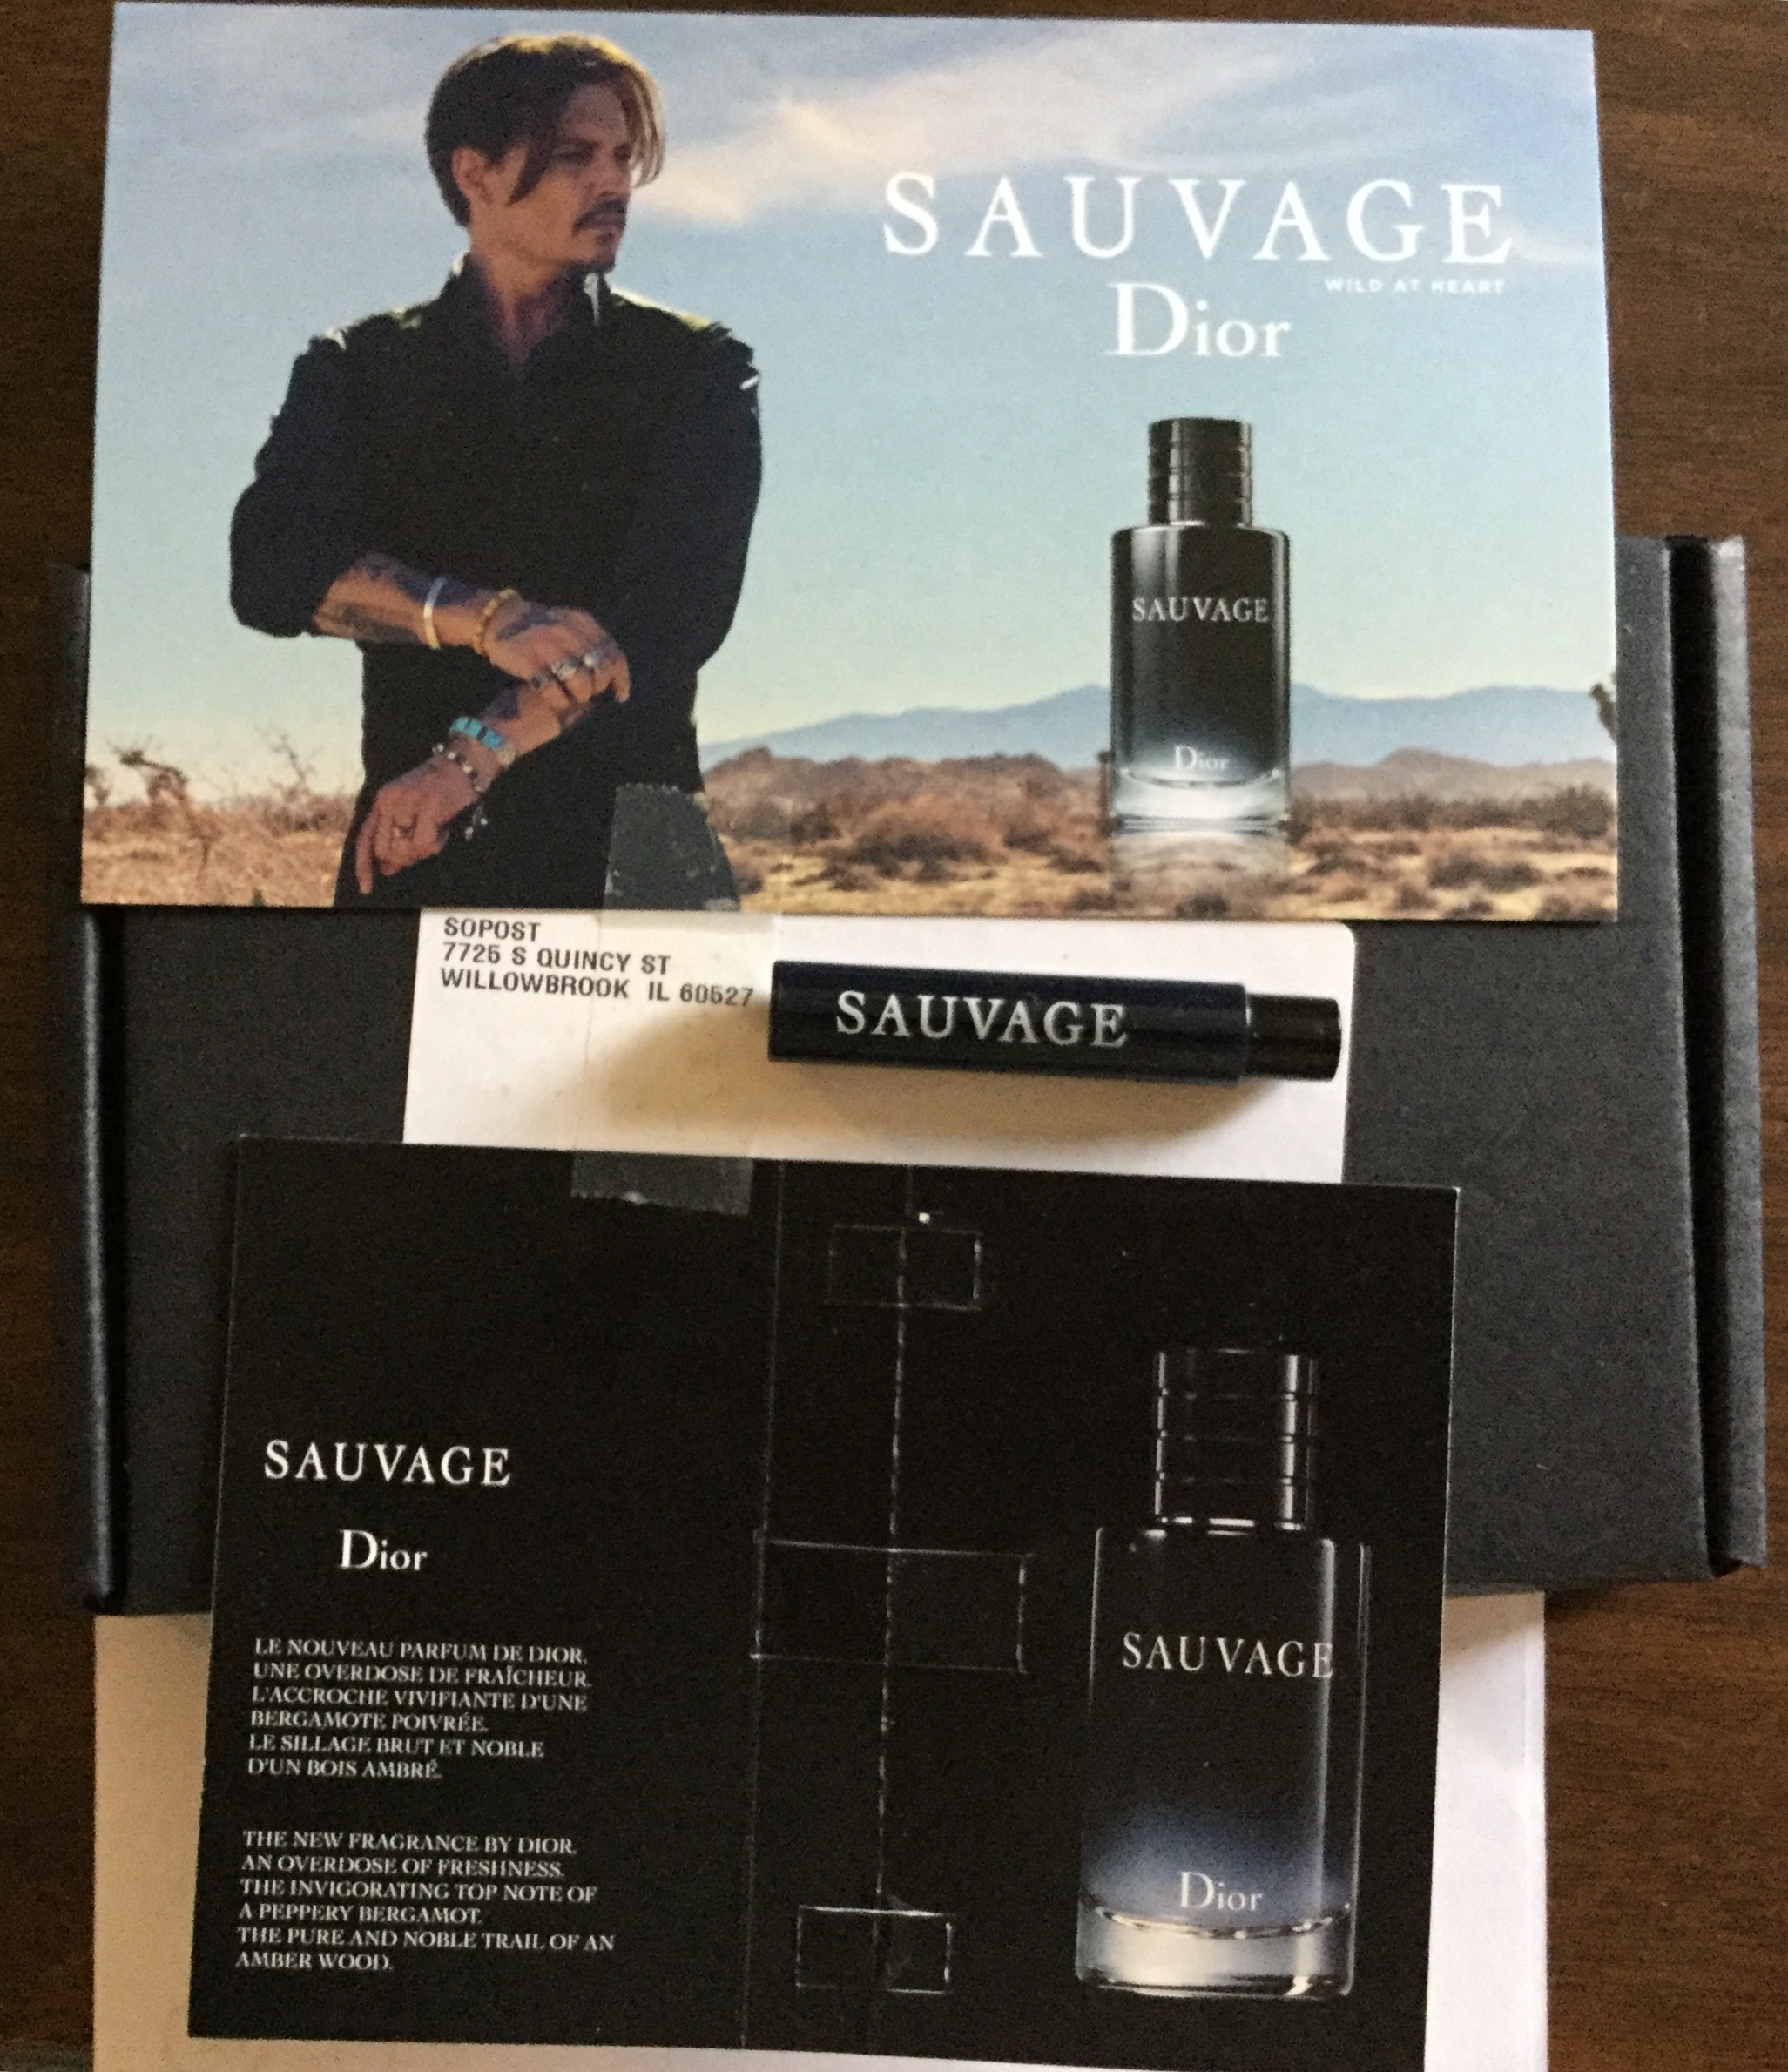 SAUVAGE
WILD AT HEART
Dior
SAUVAGE
Dior
SOPOST
7725 S QUINCY ST
WILLOWBROOK IL 60527
SAUVAGE
SAUVAGE
Dior
LE NOUVEAU PARFUM DE DIOR.
UNE OVERDOSE DE FRAÎCHEUR.
L'ACCROCHE VIVIFIANTE D'UNE
BERGAMOTE POIVRÉE.
LE SILLAGE BRUT ET NOBLE
D'UN BOIS AMBRÉ.
THE NEW FRAGRANCE BY DIOR.
AN OVERDOSE OF FRESHNESS.
THE INVIGORATING TOP NOTE OF
A PEPPERY BERGAMOT.
THE PURE AND NOBLE TRAIL OF AN
AMBER WOOD.
SAUVAGE
Dior